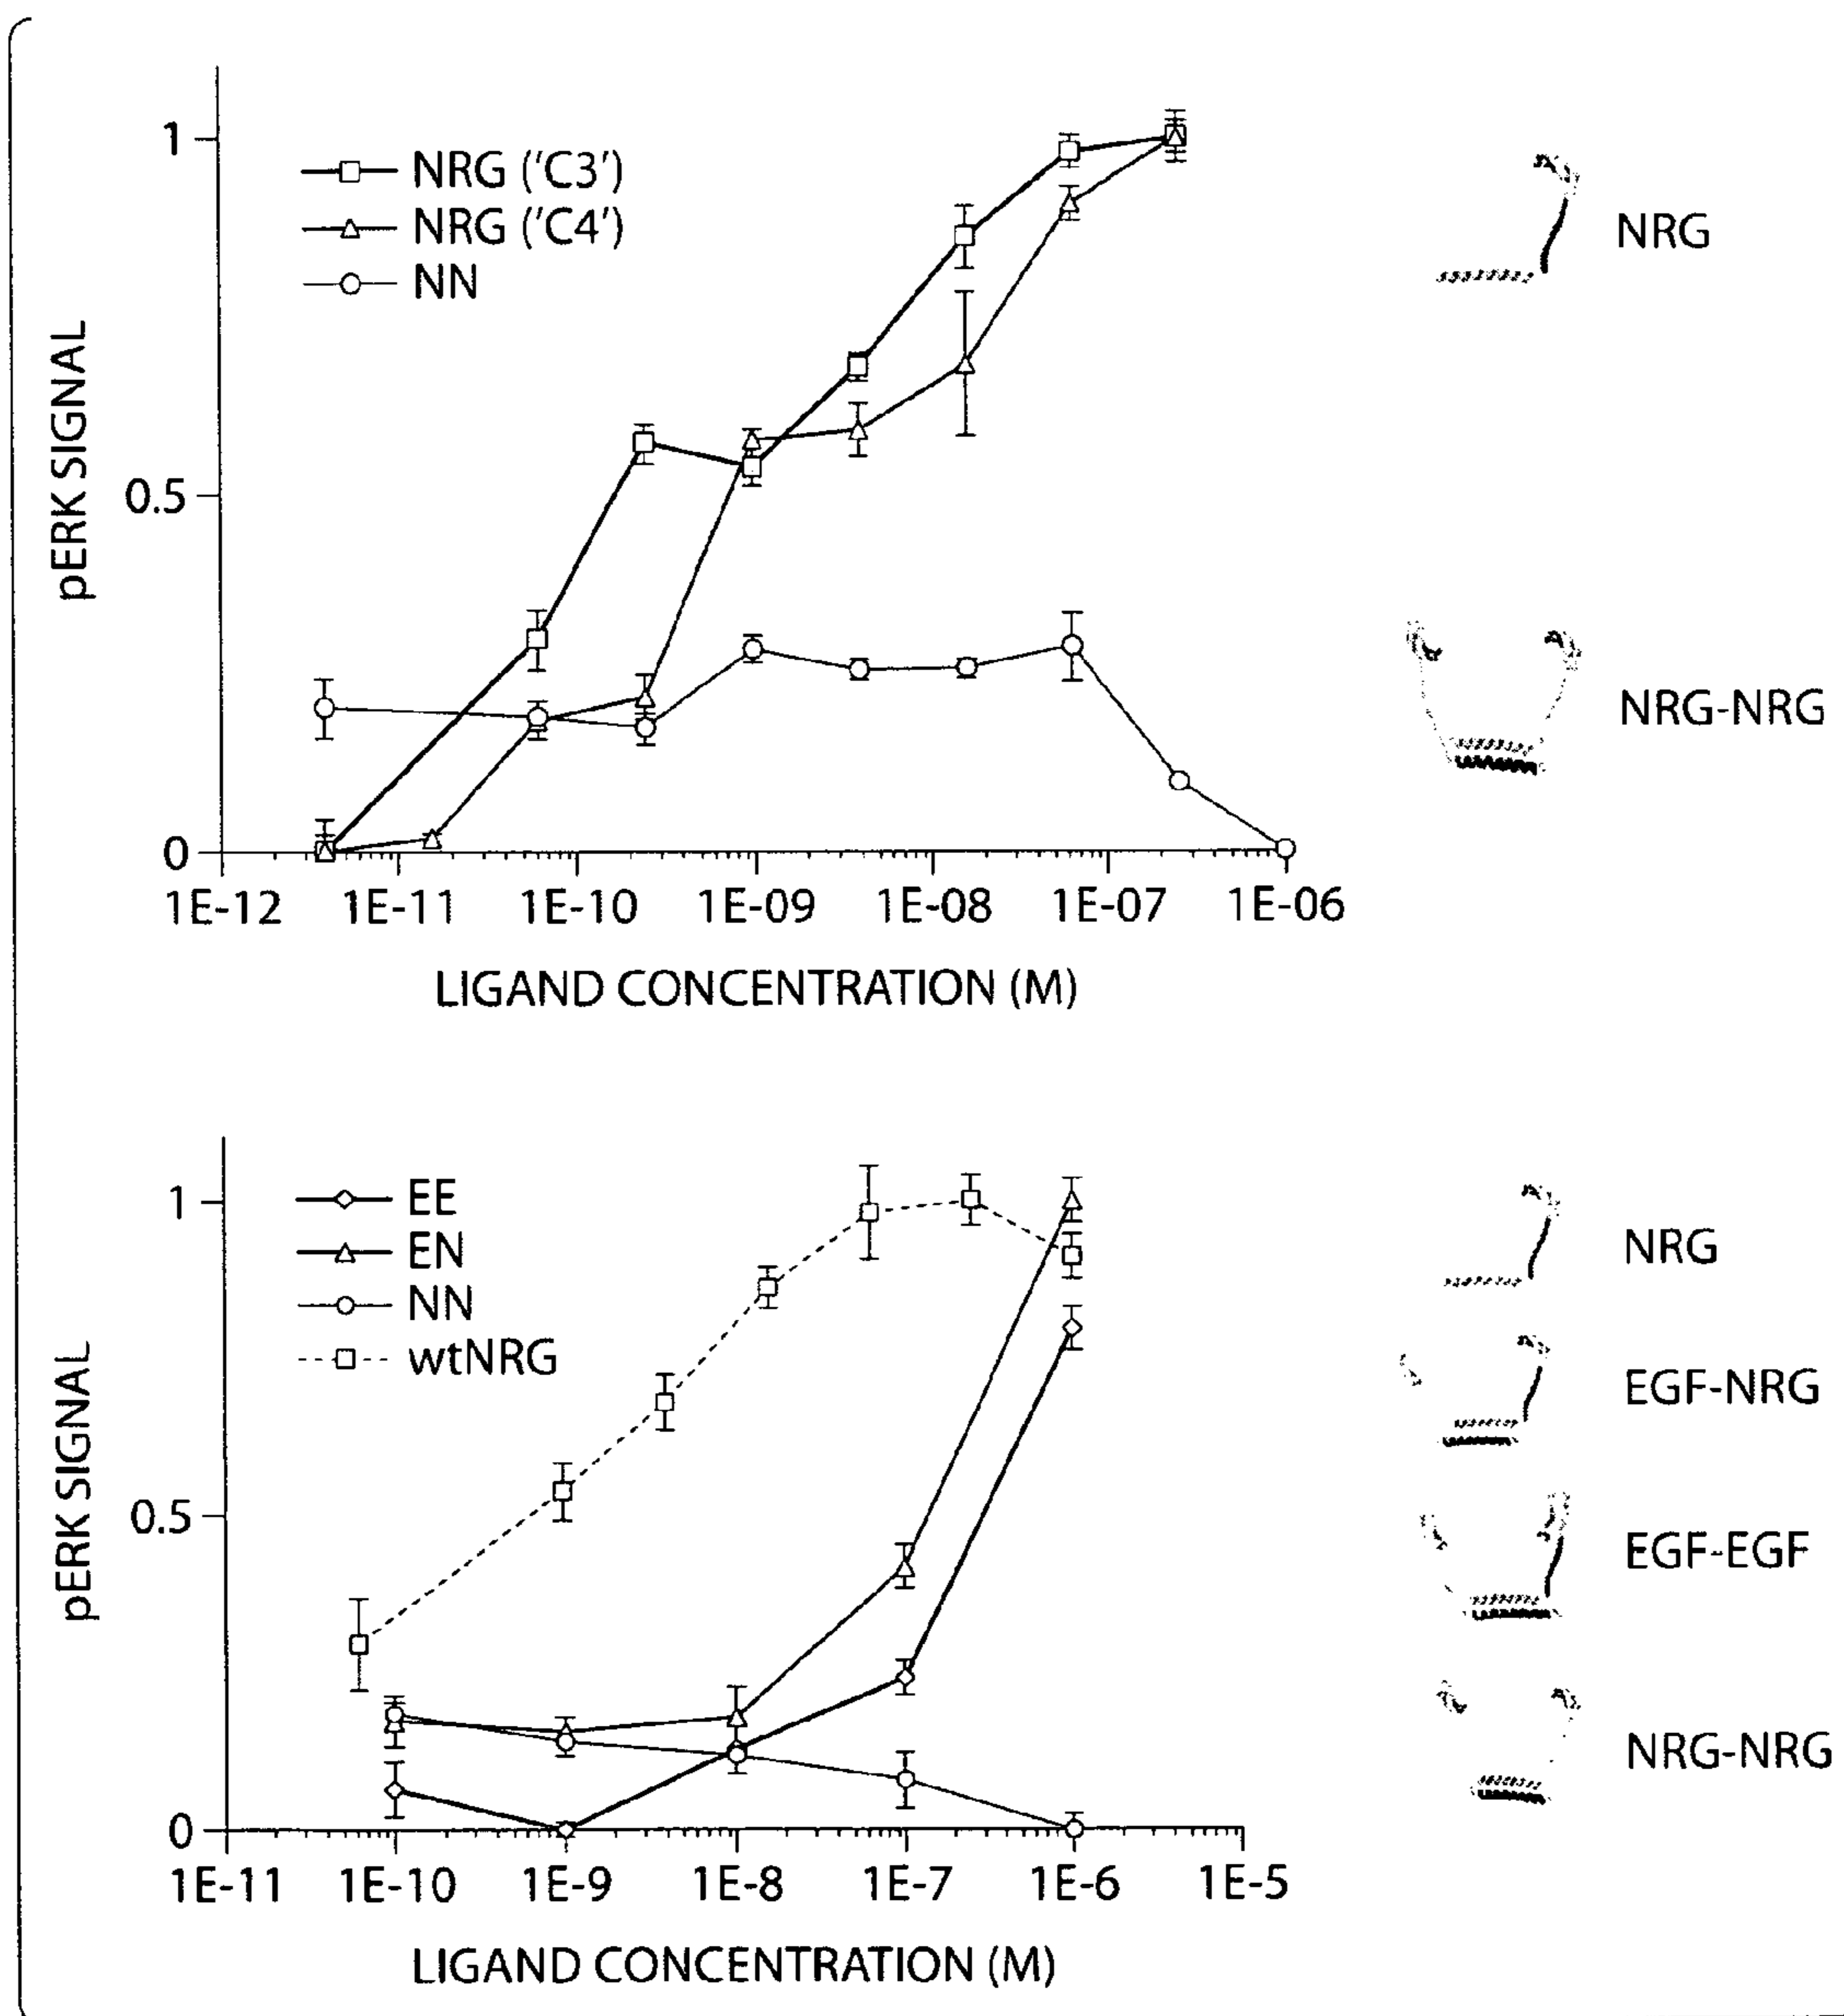 1
0.5
0
pERK SIGNAL
NRG ('C3')
NRG ('C4')
NN
1E-12 1E-11 1E-10 1E-09 1E-08 1E-07 1E-06
LIGAND CONCENTRATION (M)
NRG
NRG-NRG
1
0.5
0
pERK SIGNAL
EE
EN
NN
wtNRG
1E-11 1E-10 1E-9 1E-8 1E-7 1E-6 1E-5
LIGAND CONCENTRATION (M)
NRG
EGF-NRG
EGF-EGF
NRG-NRG